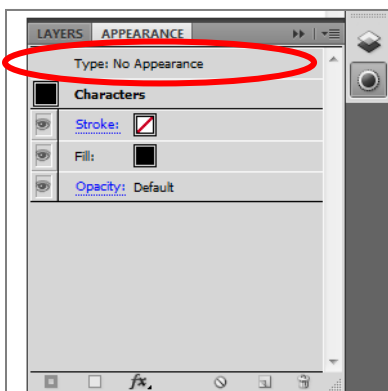 LAYERS APPEARANCE
Type: No Appearance
Characters
Stroke:
Fill:
Opacity: Default
fx